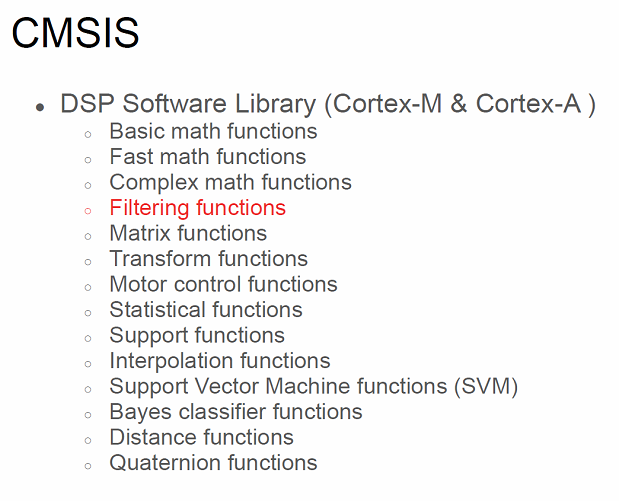 CMSIS
● DSP Software Library (Cortex-M & Cortex-A )
○ Basic math functions
○ Fast math functions
○ Complex math functions
○ Filtering functions
○ Matrix functions
○ Transform functions
○ Motor control functions
○ Statistical functions
○ Support functions
○ Interpolation functions
○ Support Vector Machine functions (SVM)
○ Bayes classifier functions
○ Distance functions
○ Quaternion functions